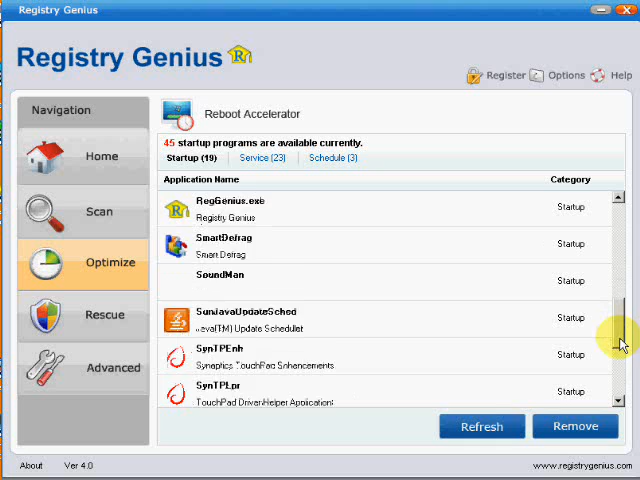 Registry Genius
Registry Genius
Register Options Help
Navigation
Home
Scan
Optimize
Rescue
Advanced
Reboot Accelerator
45 startup programs are available currently.
Startup (19) Service (23) Schedule (3)
Application Name Category
RegGenius.exe
Registry Genius
Startup
SmartDefrag
Smart Defrag
Startup
SoundMan
Startup
SunJavaUpdateSched
Java(TM) Update Scheduler
Startup
SynTPEnh
Synaptics TouchPad Enhancements
Startup
SynTPLpr
TouchPad Driver Helper Application
Startup
Refresh Remove
About Ver 4.0 www.registrygenius.com